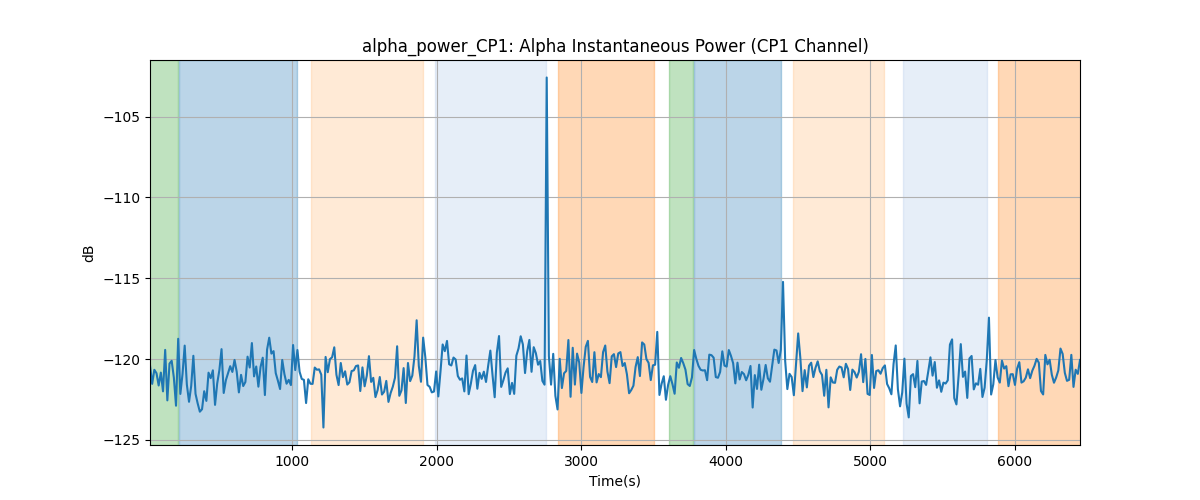 alpha_power_CP1: Alpha Instantaneous Power (CP1 Channel)
−105
−110
−115
−120
−125
dB
1000 2000 3000 4000 5000 6000
Time(s)